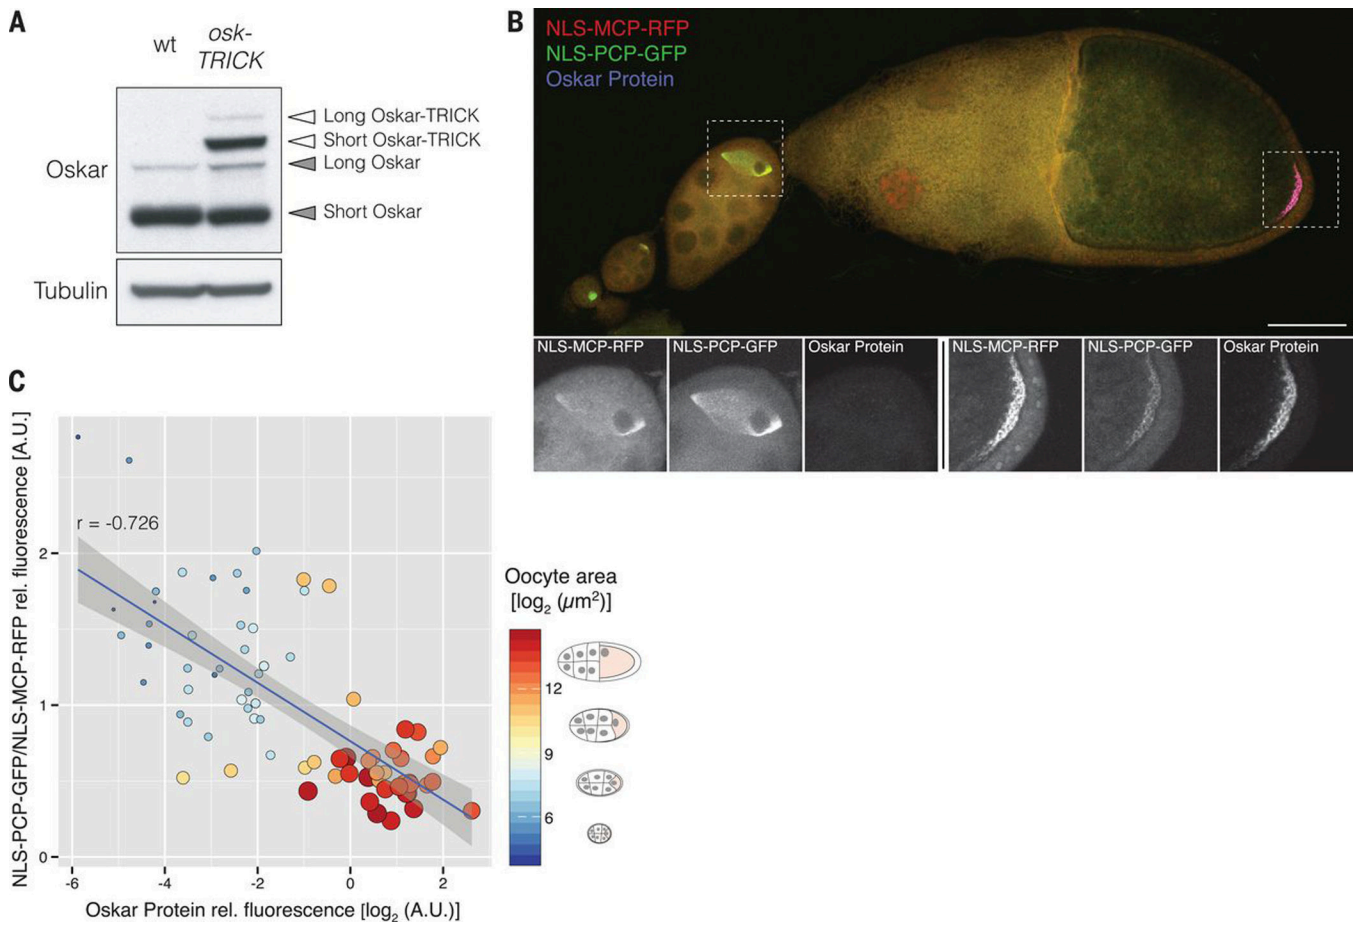 A
wt
osk-
TRICK
Long Oskar-TRICK
Short Oskar-TRICK
Long Oskar
Short Oskar
Oskar
Tubulin
B
NLS-MCP-RFP
NLS-PCP-GFP
Oskar Protein
NLS-MCP-RFP
NLS-PCP-GFP
Oskar Protein
NLS-MCP-RFP
NLS-PCP-GFP
Oskar Protein
C
NLS-PCP-GFP/NLS-MCP-RFP rel. fluorescence [A.U.]
r = -0.726
2
1
0
-6 -4 -2 0 2
Oskar Protein rel. fluorescence [log₂ (A.U.)]
Oocyte area
[log₂ (µm²)]
12
9
6